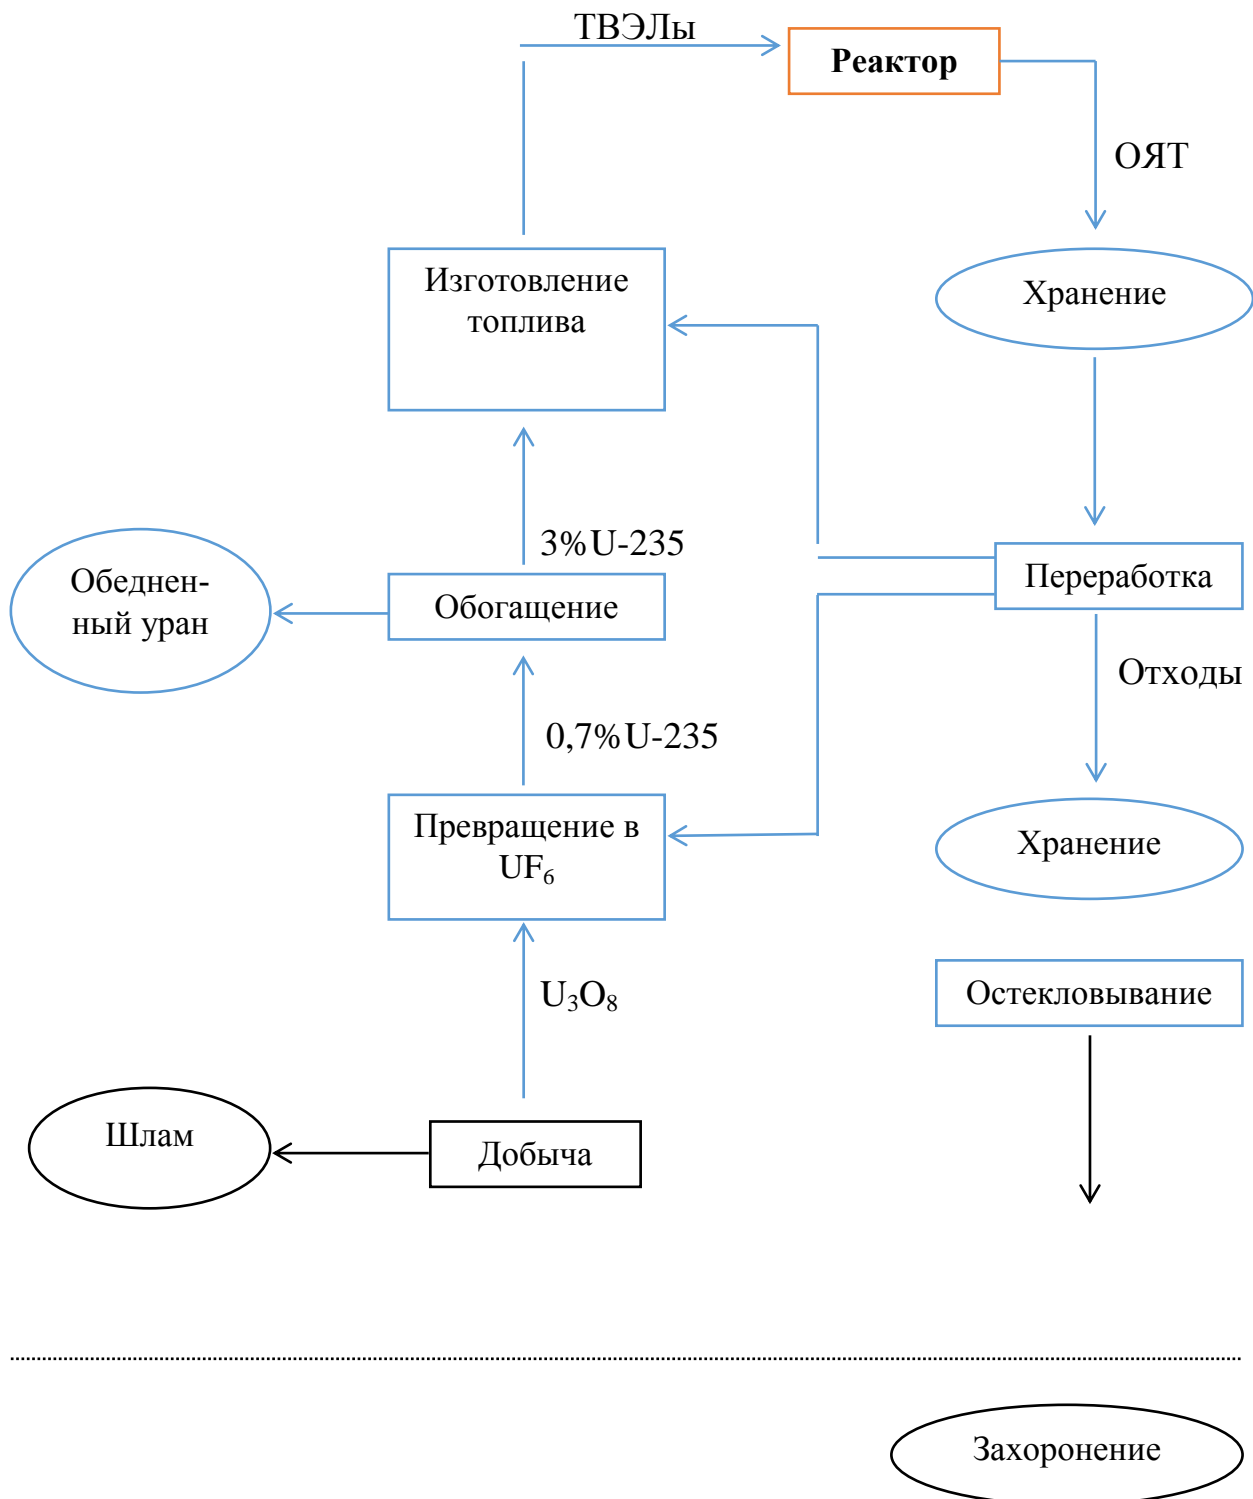 ТВЭЛы
Реактор
ОЯТ
Изготовление
топлива
Хранение
3%U-235
Обеднен-
ный уран
Обогащение
Переработка
Отходы
0,7%U-235
Превращение в
UF₆
Хранение
U₃O₈
Остекловывание
Шлам
Добыча
Захоронение